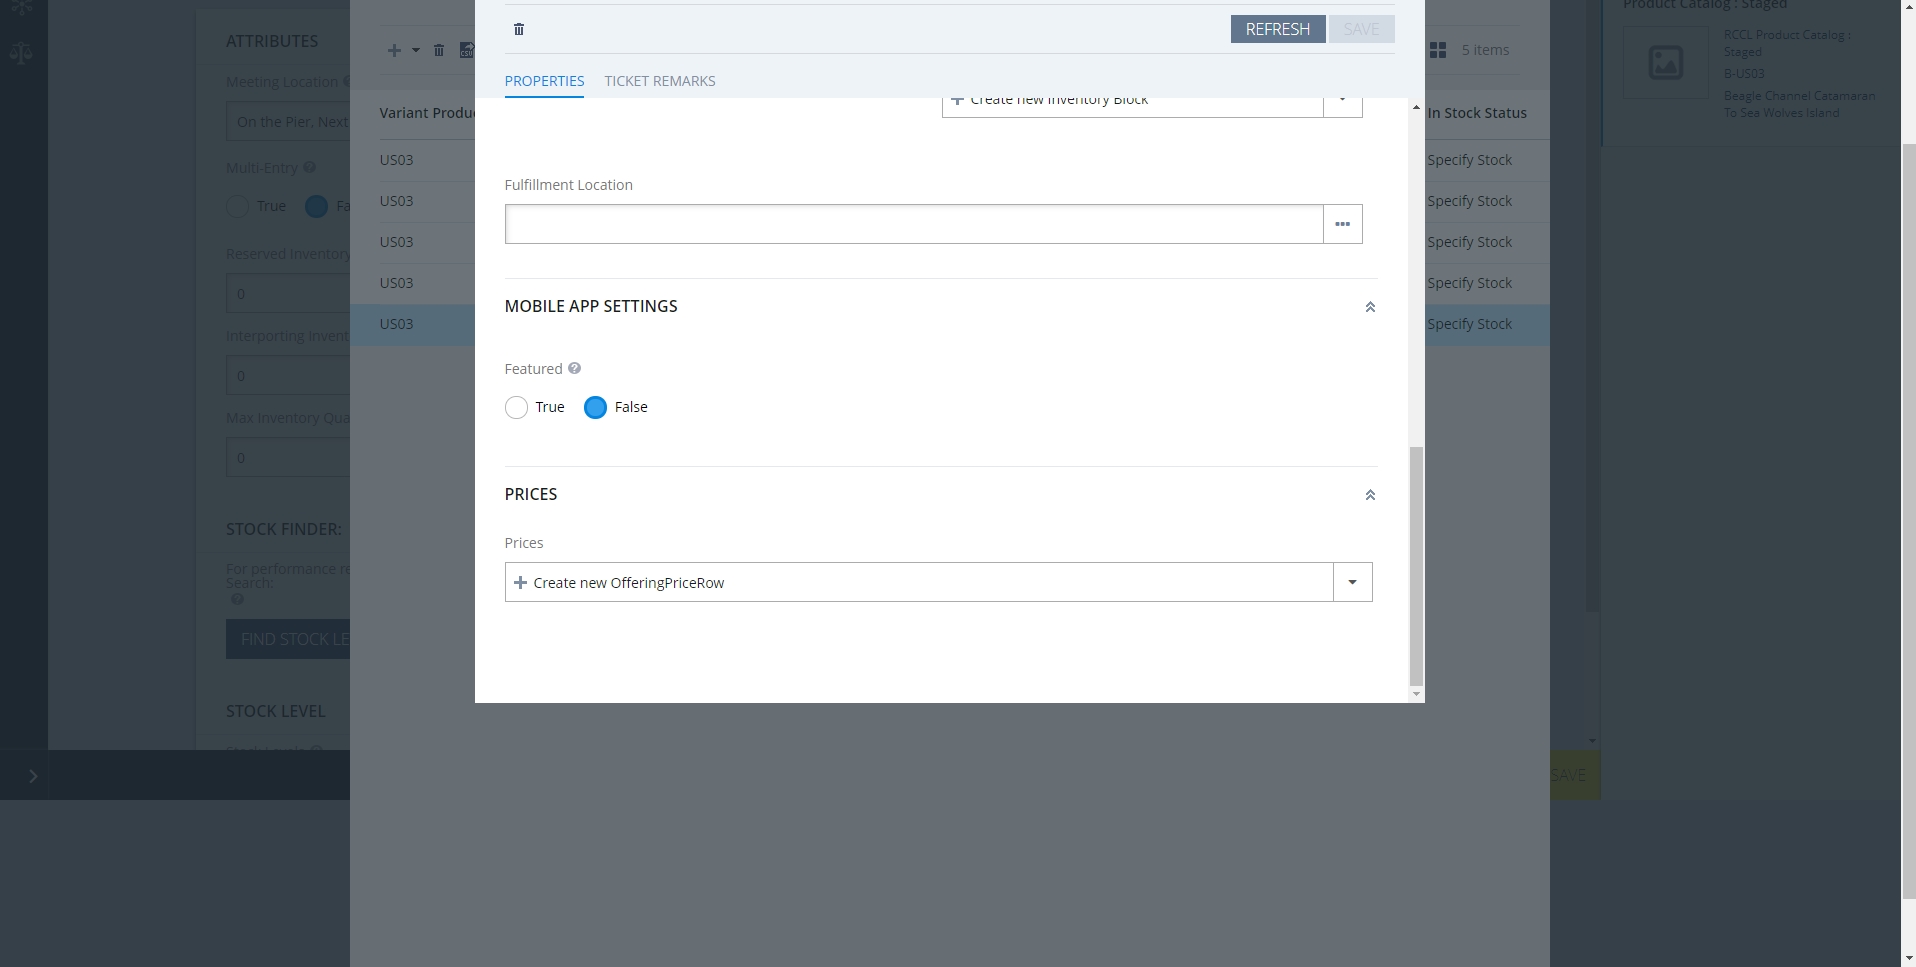 ATTRIBUTES
Meeting Location
On the Pier, Next
Multi-Entry
True
Fa
Reserved Inventory
0
Interporting Invent
0
Max Inventory Qua
0
STOCK FINDER:
For performance re
Search:
FIND STOCK LE
STOCK LEVEL
Stock Levels
Variant Produ
US03
US03
US03
US03
US03
REFRESH
SAVE
PROPERTIES
TICKET REMARKS
Create new Inventory Block
Fulfillment Location
MOBILE APP SETTINGS
Featured
True
False
PRICES
Prices
Create new OfferingPriceRow
5 items
In Stock Status
Specify Stock
Specify Stock
Specify Stock
Specify Stock
Specify Stock
SAVE
Product Catalog : Staged
RCCL Product Catalog :
Staged
B-US03
Beagle Channel Catamaran
To Sea Wolves Island